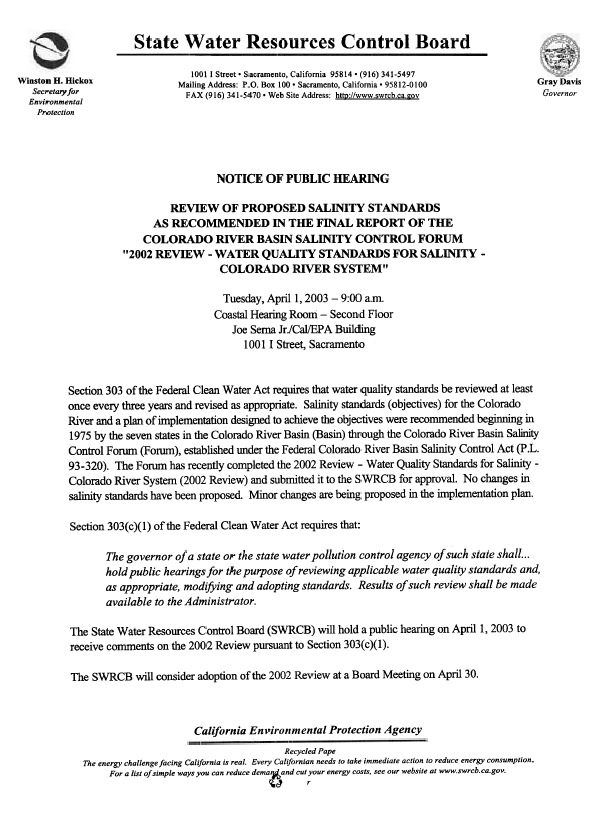 State Water Resources Control Board
Winston H. Hickox
Secretary for
Environmental
Protection
1001 I Street • Sacramento, California 95814 • (916) 341-5497
Mailing Address: P.O. Box 100 • Sacramento, California • 95812-0100
FAX (916) 341-5470 • Web Site Address: http://www.swrcb.ca.gov
Gray Davis
Governor
NOTICE OF PUBLIC HEARING
REVIEW OF PROPOSED SALINITY STANDARDS
AS RECOMMENDED IN THE FINAL REPORT OF THE
COLORADO RIVER BASIN SALINITY CONTROL FORUM
"2002 REVIEW - WATER QUALITY STANDARDS FOR SALINITY -
COLORADO RIVER SYSTEM"
Tuesday, April 1, 2003 – 9:00 a.m.
Coastal Hearing Room – Second Floor
Joe Serna Jr./Cal/EPA Building
1001 I Street, Sacramento
Section 303 of the Federal Clean Water Act requires that water quality standards be reviewed at least
once every three years and revised as appropriate. Salinity standards (objectives) for the Colorado
River and a plan of implementation designed to achieve the objectives were recommended beginning in
1975 by the seven states in the Colorado River Basin (Basin) through the Colorado River Basin Salinity
Control Forum (Forum), established under the Federal Colorado River Basin Salinity Control Act (P.L.
93-320). The Forum has recently completed the 2002 Review – Water Quality Standards for Salinity -
Colorado River System (2002 Review) and submitted it to the SWRCB for approval. No changes in
salinity standards have been proposed. Minor changes are being proposed in the implementation plan.
Section 303(c)(1) of the Federal Clean Water Act requires that:
The governor of a state or the state water pollution control agency of such state shall...
hold public hearings for the purpose of reviewing applicable water quality standards and,
as appropriate, modifying and adopting standards. Results of such review shall be made
available to the Administrator.
The State Water Resources Control Board (SWRCB) will hold a public hearing on April 1, 2003 to
receive comments on the 2002 Review pursuant to Section 303(c)(1).
The SWRCB will consider adoption of the 2002 Review at a Board Meeting on April 30.
California Environmental Protection Agency
Recycled Pape
The energy challenge facing California is real. Every Californian needs to take immediate action to reduce energy consumption.
For a list of simple ways you can reduce demand and cut your energy costs, see our website at www.swrcb.ca.gov.
r